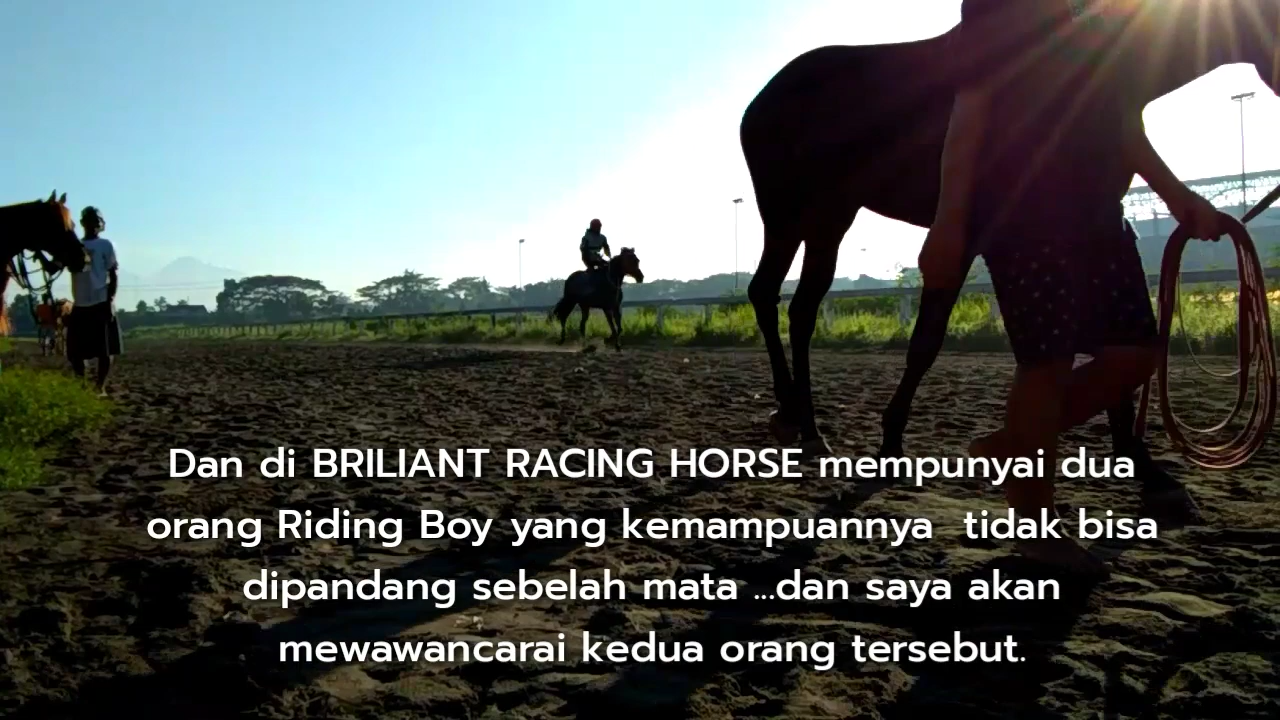 Dan di BRILIANT RACING HORSE mempunyai dua
orang Riding Boy yang kemampuannya  tidak bisa
dipandang sebelah mata ...dan saya akan
mewawancarai kedua orang tersebut.